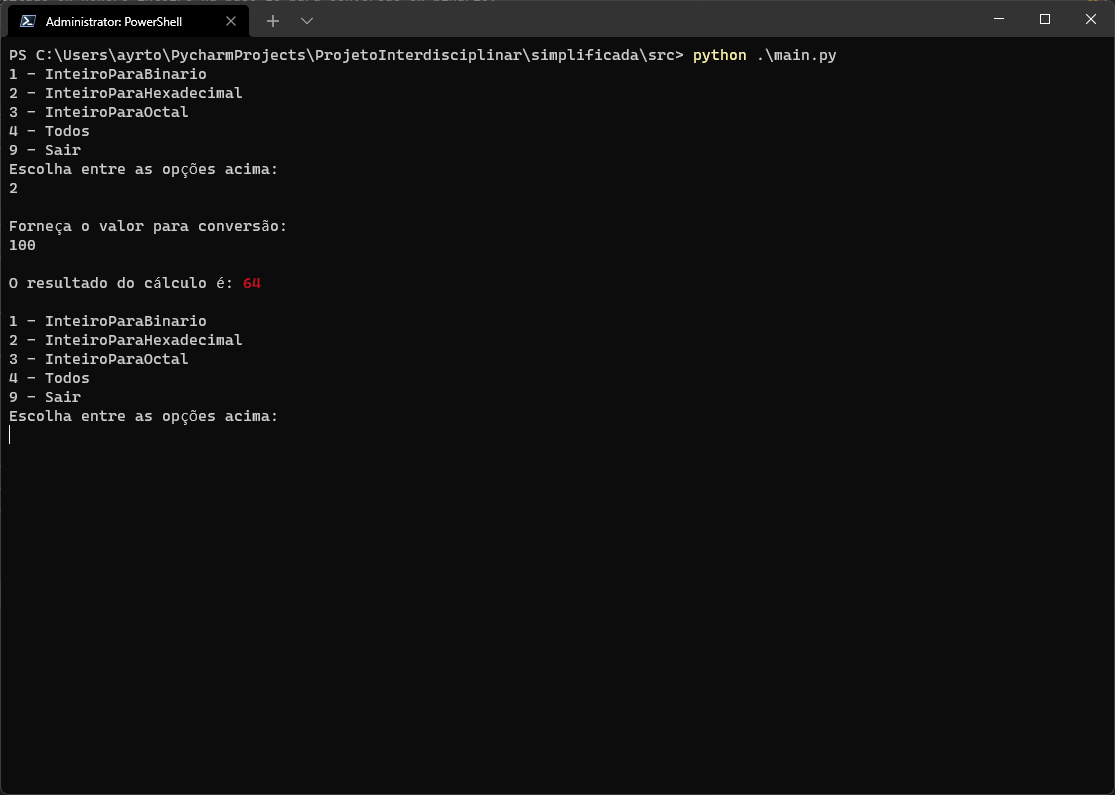 Administrator: PowerShell
PS C:\Users\ayrto\PycharmProjects\ProjetoInterdisciplinar\simplificada\src> python .\main.py
1 - InteiroParaBinario
2 - InteiroParaHexadecimal
3 - InteiroParaOctal
4 - Todos
9 - Sair
Escolha entre as opções acima:
2
Forneça o valor para conversão:
100
O resultado do cálculo é: 64
1 - InteiroParaBinario
2 - InteiroParaHexadecimal
3 - InteiroParaOctal
4 - Todos
9 - Sair
Escolha entre as opções acima: